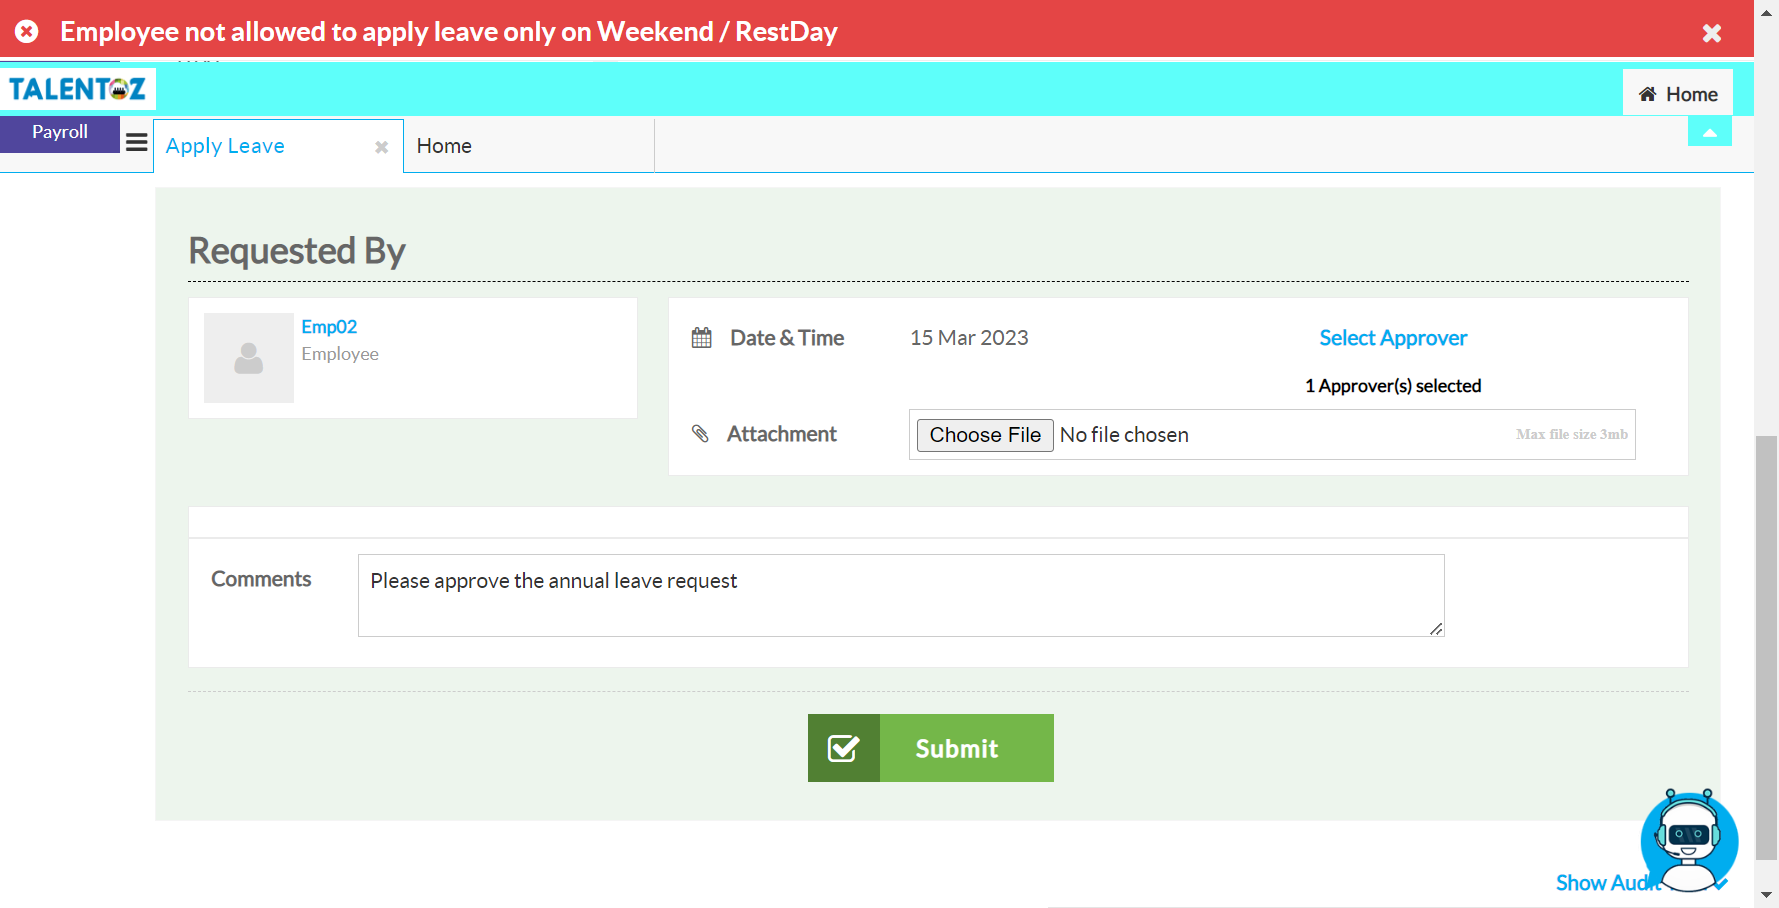 Employee not allowed to apply leave only on Weekend / RestDay
TALENTOZ
Home
Payroll
Apply Leave
Home
Requested By
Emp02
Employee
Date & Time
15 Mar 2023
Select Approver
1 Approver(s) selected
Attachment
Choose File
No file chosen
Max file size 3mb
Comments
Please approve the annual leave request
Submit
Show Audit